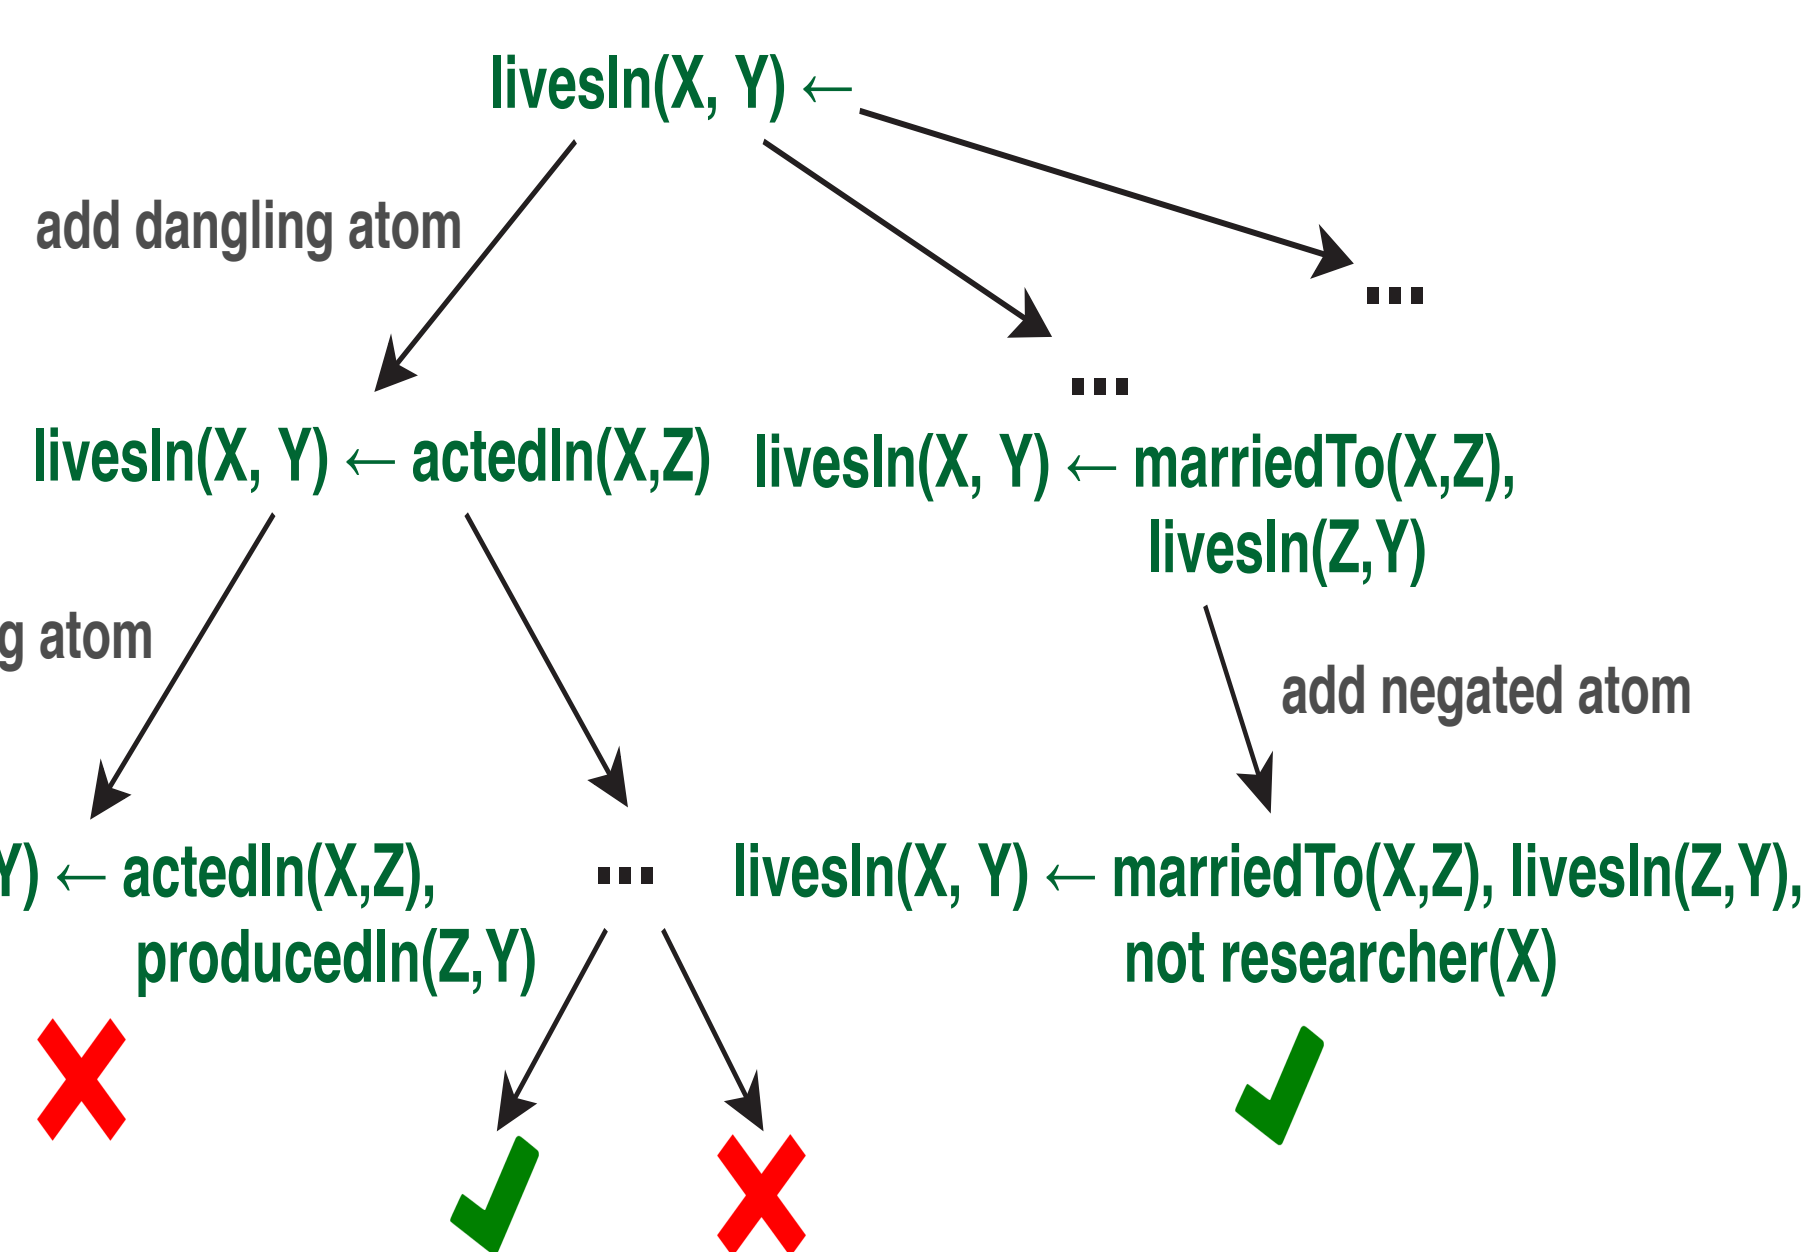 livesIn(X, Y) ←
add dangling atom
...
...
livesIn(X, Y) ← actedIn(X,Z)
livesIn(X, Y) ← marriedTo(X,Z),
livesIn(Z,Y)
g atom
add negated atom
Y) ← actedIn(X,Z),
producedIn(Z,Y)
...
livesIn(X, Y) ← marriedTo(X,Z), livesIn(Z,Y),
not researcher(X)